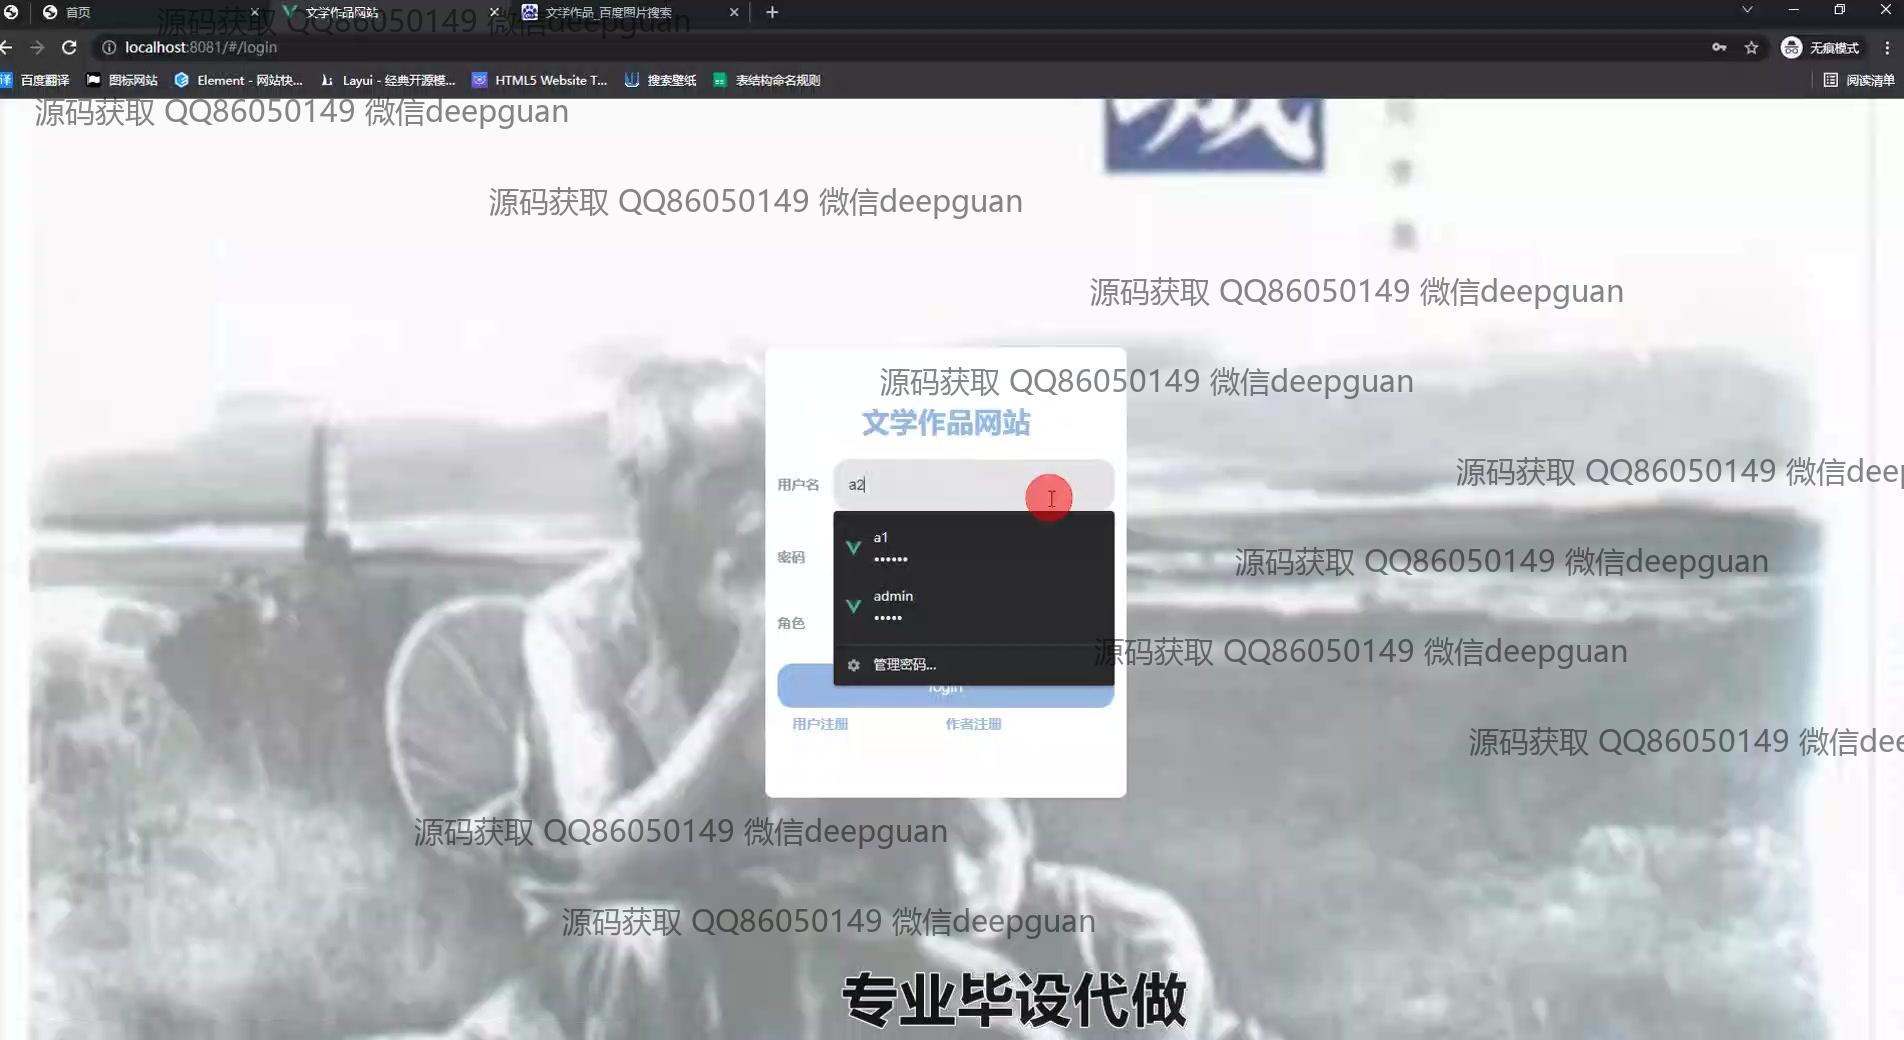 首页
文学作品网站
文学作品_百度图片搜索
源码获取 QQ86050149 微信deepguan
localhost:8081/#/login
无痕模式
译 百度翻译
图标网站
Element - 网站快...
Layui - 经典开源模...
HTML5 Website T...
搜索壁纸
表结构命名规则
阅读清单
源码获取 QQ86050149 微信deepguan
源码获取 QQ86050149 微信deepguan
源码获取 QQ86050149 微信deepguan
源码获取 QQ86050149 微信deepguan
文学作品网站
源码获取 QQ86050149 微信deep
用户名
a2
a1
••••••
密码
源码获取 QQ86050149 微信deepguan
admin
•••••
角色
管理密码...
源码获取 QQ86050149 微信deepguan
login
用户注册
作者注册
源码获取 QQ86050149 微信dee
源码获取 QQ86050149 微信deepguan
源码获取 QQ86050149 微信deepguan
专业毕设代做